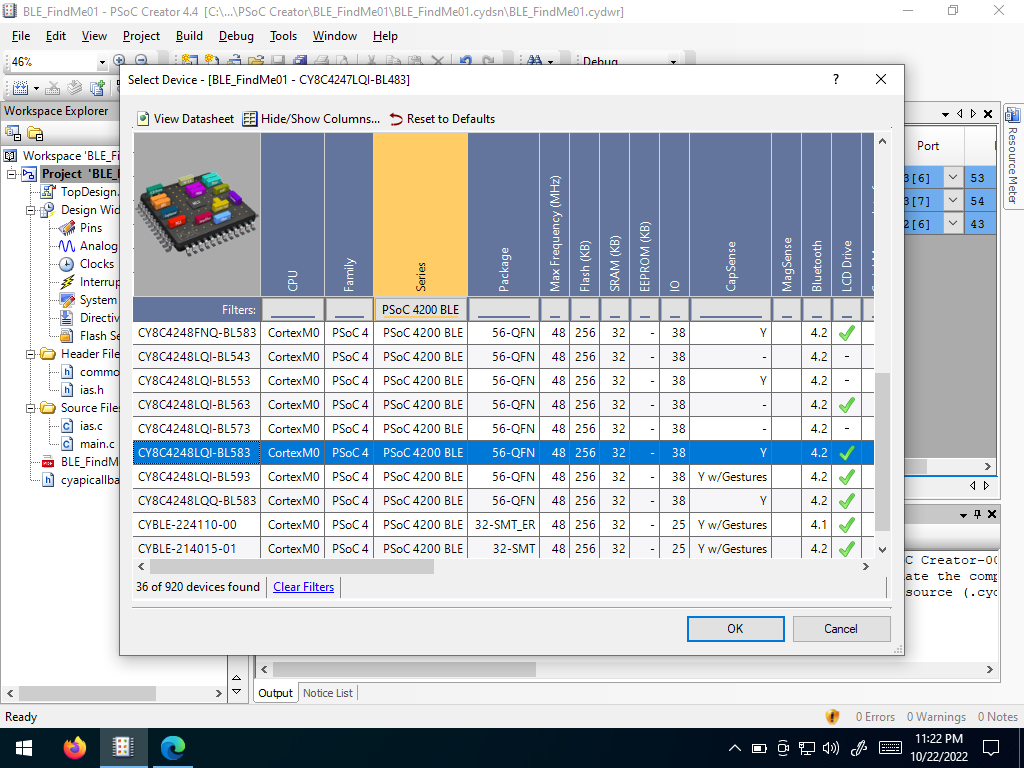 BLE_FindMe01 - PSoC Creator 4.4 [C:\...\PSoC Creator\BLE_FindMe01\BLE_FindMe01.cydsn\BLE_FindMe01.cydwr]
File Edit View Project Build Debug Tools Window Help
46%
Debug
Workspace Explorer
Workspace 'BLE_Fi
Project 'BLE_
TopDesign.
Design Wid
Pins
Analog
Clocks
Interrup
System
Directiv
Flash Se
Header File
commo
ias.h
Source Files
ias.c
main.c
BLE_FindM
cyapicallba
Select Device - [BLE_FindMe01 - CY8C4247LQI-BL483]
View Datasheet Hide/Show Columns... Reset to Defaults
CPU Family Series Package Max Frequency (MHz) Flash (KB) SRAM (KB) EEPROM (KB) IO CapSense MagSense Bluetooth LCD Drive
Filters: PSoC 4200 BLE
CY8C4248FNQ-BL583 CortexM0 PSoC 4 PSoC 4200 BLE 56-QFN 48 256 32 - 38 Y 4.2
CY8C4248LQI-BL543 CortexM0 PSoC 4 PSoC 4200 BLE 56-QFN 48 256 32 - 38 - 4.2 -
CY8C4248LQI-BL553 CortexM0 PSoC 4 PSoC 4200 BLE 56-QFN 48 256 32 - 38 Y 4.2 -
CY8C4248LQI-BL563 CortexM0 PSoC 4 PSoC 4200 BLE 56-QFN 48 256 32 - 38 - 4.2
CY8C4248LQI-BL573 CortexM0 PSoC 4 PSoC 4200 BLE 56-QFN 48 256 32 - 38 - 4.2 -
CY8C4248LQI-BL583 CortexM0 PSoC 4 PSoC 4200 BLE 56-QFN 48 256 32 - 38 Y 4.2
CY8C4248LQI-BL593 CortexM0 PSoC 4 PSoC 4200 BLE 56-QFN 48 256 32 - 38 Y w/Gestures 4.2
CY8C4248LQQ-BL583 CortexM0 PSoC 4 PSoC 4200 BLE 56-QFN 48 256 32 - 38 Y 4.2
CYBLE-224110-00 CortexM0 PSoC 4 PSoC 4200 BLE 32-SMT_ER 48 256 32 - 25 Y w/Gestures 4.1
CYBLE-214015-01 CortexM0 PSoC 4 PSoC 4200 BLE 32-SMT 48 256 32 - 25 Y w/Gestures 4.2
36 of 920 devices found Clear Filters
OK Cancel
Port
3[6] 53
3[7] 54
2[6] 43
Resource Meter
C Creator-00
ate the comp
source (.cyd
Output Notice List
Ready 0 Errors 0 Warnings 0 Notes
11:22 PM
10/22/2022